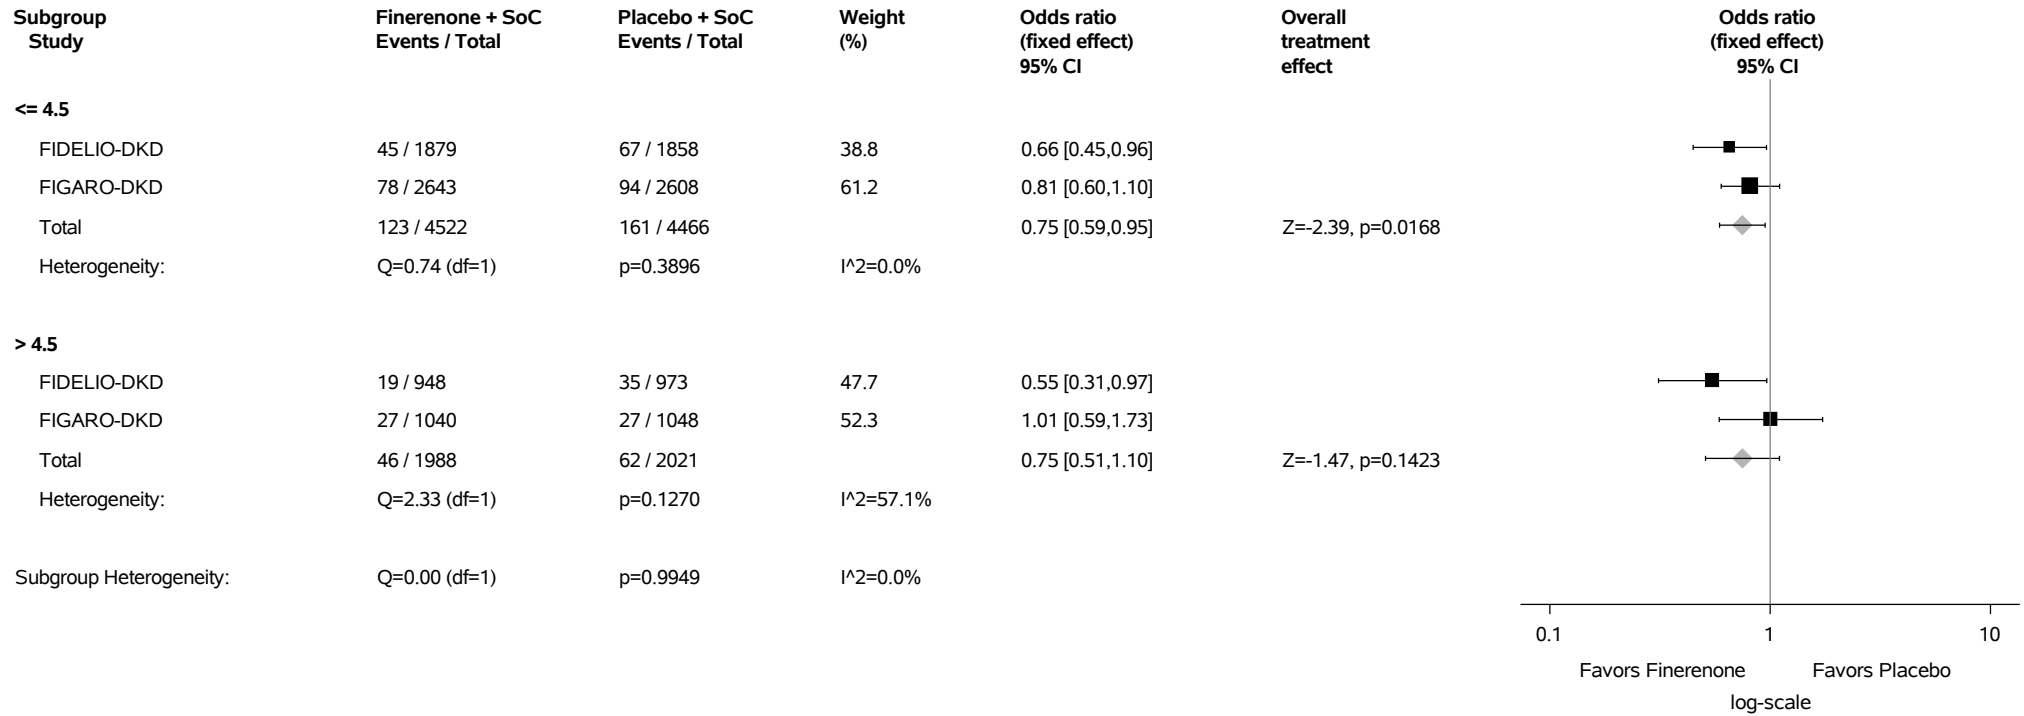 Subgroup Finerenone + SoC Placebo + SoC Weight Odds ratio Overall Odds ratio
Study Events / Total Events / Total (%) (fixed effect) treatment (fixed effect)
95% CI effect 95% CI
<= 4.5
FIDELIO-DKD 45 / 1879 67 / 1858 38.8 0.66 [0.45,0.96]
FIGARO-DKD 78 / 2643 94 / 2608 61.2 0.81 [0.60,1.10]
Total 123 / 4522 161 / 4466 0.75 [0.59,0.95] Z=-2.39, p=0.0168
Heterogeneity: Q=0.74 (df=1) p=0.3896 I^2=0.0%
> 4.5
FIDELIO-DKD 19 / 948 35 / 973 47.7 0.55 [0.31,0.97]
FIGARO-DKD 27 / 1040 27 / 1048 52.3 1.01 [0.59,1.73]
Total 46 / 1988 62 / 2021 0.75 [0.51,1.10] Z=-1.47, p=0.1423
Heterogeneity: Q=2.33 (df=1) p=0.1270 I^2=57.1%
Subgroup Heterogeneity: Q=0.00 (df=1) p=0.9949 I^2=0.0%
0.1 1 10
Favors Finerenone Favors Placebo
log-scale